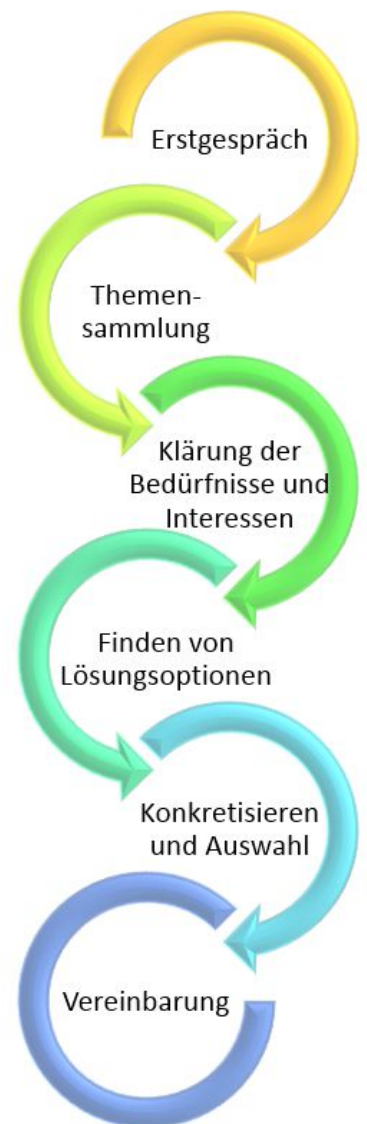 Erstgespräch
Themen-
sammlung
Klärung der
Bedürfnisse und
Interessen
Finden von
Lösungsoptionen
Konkretisieren
und Auswahl
Vereinbarung